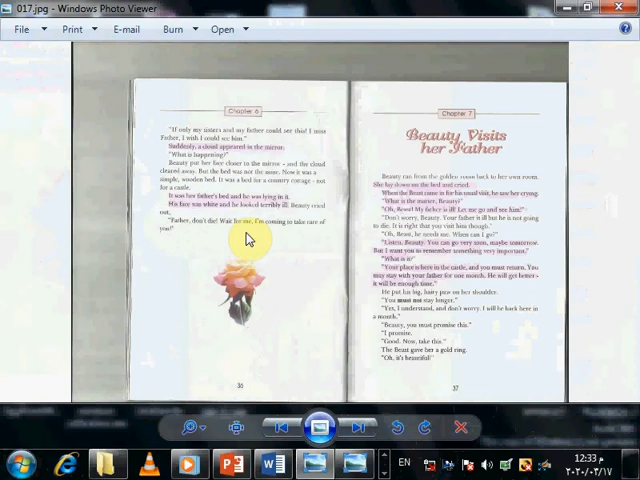 017.jpg - Windows Photo Viewer
File Print E-mail Burn Open
Chapter 6
"If only my sisters and my father could see this! I miss
Father, I wish I could see him."
Suddenly, a cloud appeared in the mirror.
"What is happening?"
Beauty put her face closer to the mirror - and the cloud
cleared away. But the bed was not the same. Now it was a
simple, wooden bed. It was a bed for a country cottage - not
for a castle.
It was her father's bed and he was lying in it.
His face was white and he looked terribly ill. Beauty cried
out,
"Father, don't die! Wait for me, I'm coming to take care of
you!"
36
Chapter 7
Beauty Visits
her Father
Beauty ran from the golden room back to her own room.
She lay down on the bed and cried.
When the Beast came in for his usual visit, he saw her crying.
"What is the matter, Beauty?"
"Oh, Beast! My father is ill! Let me go and see him!"
"Don't worry, Beauty. Your father is ill but he is not going
to die. It is right that you visit him though."
"Oh, Beast, he needs me. When can I go?"
"Listen, Beauty. You can go very soon, maybe tomorrow.
But I want you to remember something very important."
"What is it?"
"Your place is here in the castle, and you must return. You
may stay with your father for one month. He will get better -
it will be enough time."
He put his big, hairy paw on her shoulder.
"You must not stay longer."
"Yes, I understand, and don't worry. I will be back here in
a month."
"Beauty, you must promise this."
"I promise.
"Good. Now, take this."
The Beast gave her a gold ring.
"Oh, it's beautiful!"
37
EN
12:33 م
٢٠٢٠/٠٣/١٧